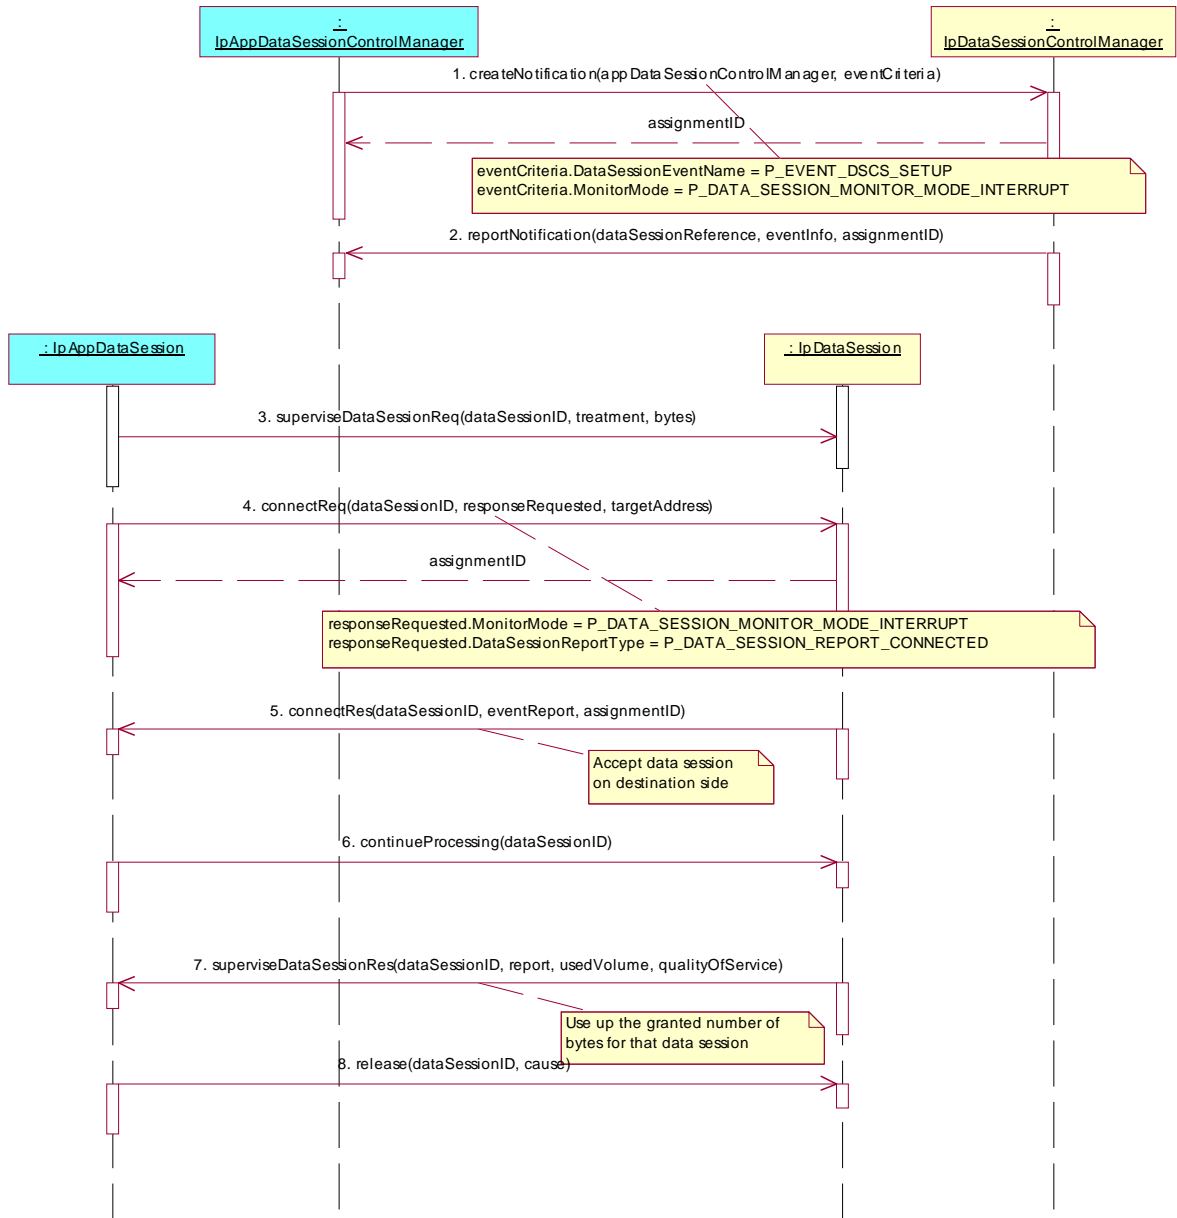 :
IpAppDataSessionControlManager
:
IpDataSessionControlManager
1. createNotification(appDataSessionControlManager, eventCriteria)
assignmentID
eventCriteria.DataSessionEventName = P_EVENT_DSCS_SETUP
eventCriteria.MonitorMode = P_DATA_SESSION_MONITOR_MODE_INTERRUPT
2. reportNotification(dataSessionReference, eventInfo, assignmentID)
: IpAppDataSession
: IpDataSession
3. superviseDataSessionReq(dataSessionID, treatment, bytes)
4. connectReq(dataSessionID, responseRequested, targetAddress)
assignmentID
responseRequested.MonitorMode = P_DATA_SESSION_MONITOR_MODE_INTERRUPT
responseRequested.DataSessionReportType = P_DATA_SESSION_REPORT_CONNECTED
5. connectRes(dataSessionID, eventReport, assignmentID)
Accept data session
on destination side
6. continueProcessing(dataSessionID)
7. superviseDataSessionRes(dataSessionID, report, usedVolume, qualityOfService)
Use up the granted number of
bytes for that data session
8. release(dataSessionID, cause)